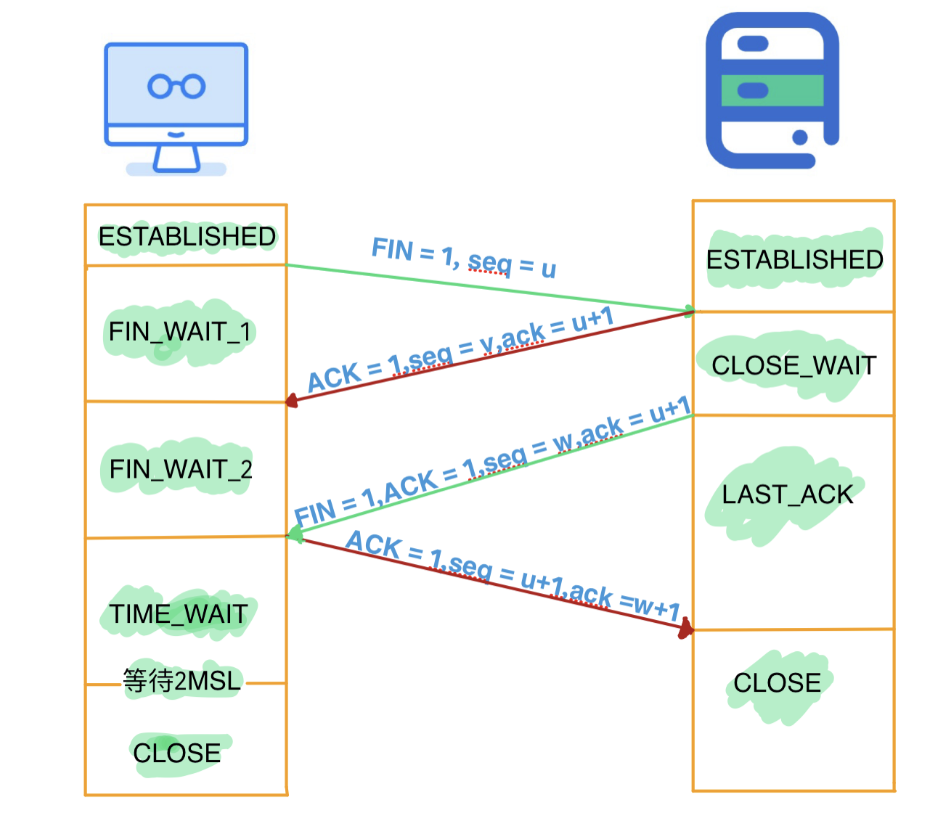 ESTABLISHED
FIN = 1, seq = u
ESTABLISHED
FIN_WAIT_1
ACK = 1,seq = v,ack = u+1
CLOSE_WAIT
FIN_WAIT_2
FIN = 1,ACK = 1,seq = w,ack = u+1
LAST_ACK
ACK = 1,seq = u+1,ack =w+1
TIME_WAIT
等待2MSL
CLOSE
CLOSE